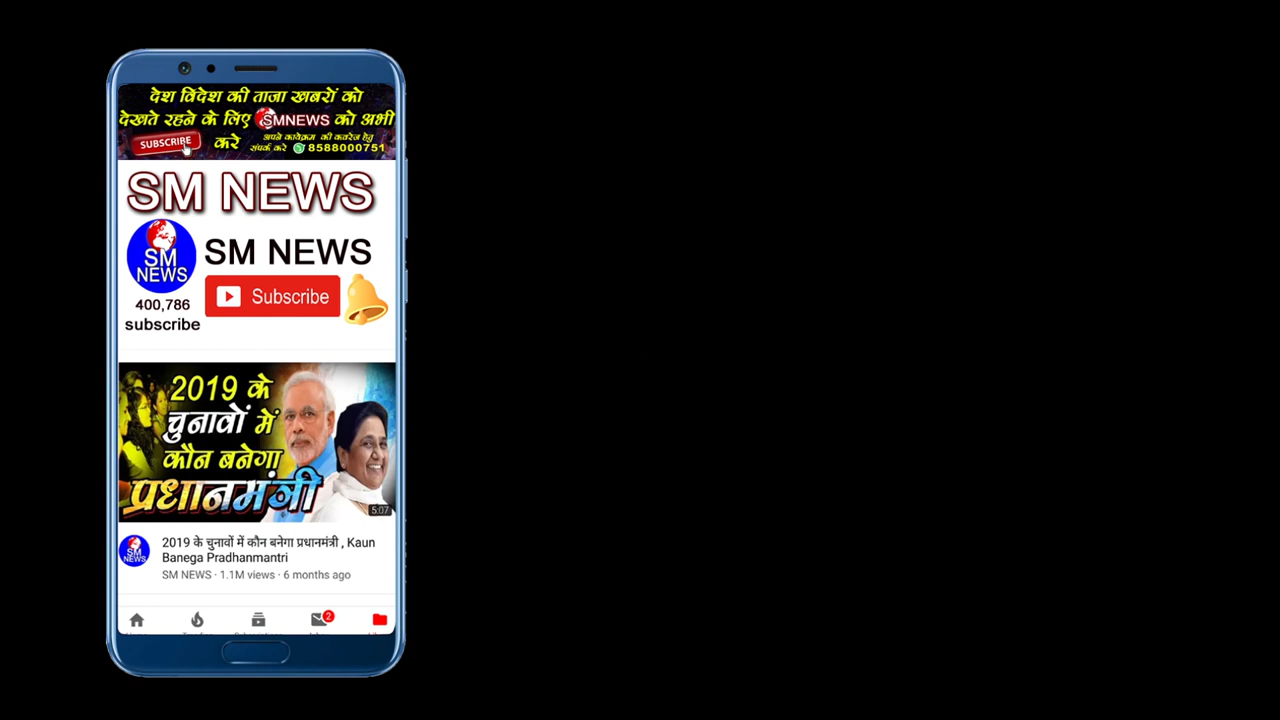 देश विदेश की ताजा खबरों को
देखते रहने के लिए SMNEWS को अभी
SUBSCRIBE करे अपने कार्यक्रम की कवरेज हेतु
संपर्क करे 8588000751
SM NEWS
SM NEWS
SM NEWS
Subscribe
400,786
subscribe
2019 के
चुनावों में
कौन बनेगा
प्रधानमंत्री
5:07
2019 के चुनावों में कौन बनेगा प्रधानमंत्री , Kaun
Banega Pradhanmantri
SM NEWS
SM NEWS · 1.1M views · 6 months ago
2